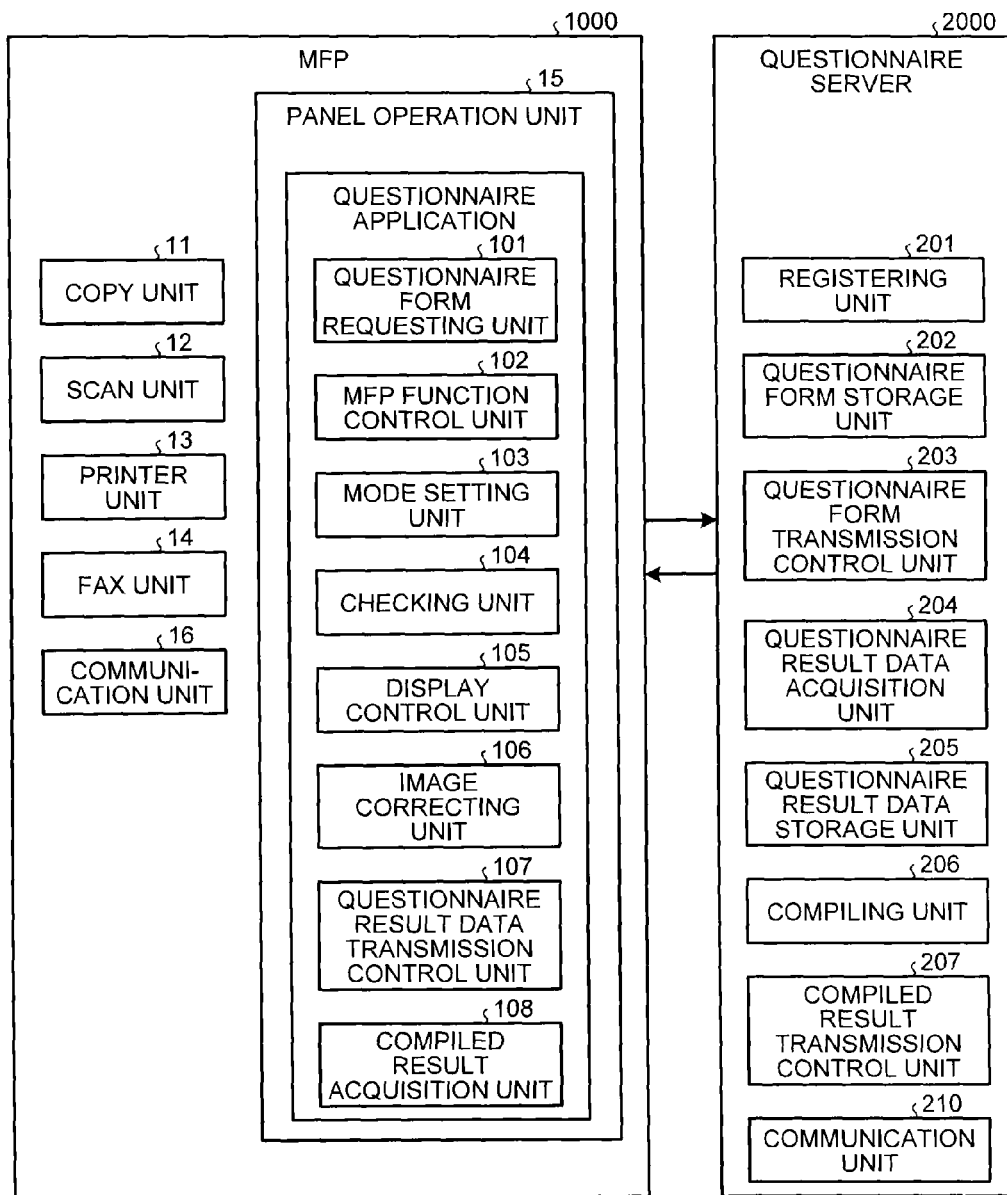 1000
MFP
15
PANEL OPERATION UNIT
QUESTIONNAIRE
APPLICATION
11
COPY UNIT
12
SCAN UNIT
13
PRINTER
UNIT
14
FAX UNIT
16
COMMUNI-
CATION UNIT
101
QUESTIONNAIRE
FORM
REQUESTING UNIT
102
MFP FUNCTION
CONTROL UNIT
103
MODE SETTING
UNIT
104
CHECKING UNIT
105
DISPLAY
CONTROL UNIT
106
IMAGE
CORRECTING
UNIT
107
QUESTIONNAIRE
RESULT DATA
TRANSMISSION
CONTROL UNIT
108
COMPILED
RESULT
ACQUISITION UNIT
2000
QUESTIONNAIRE
SERVER
201
REGISTERING
UNIT
202
QUESTIONNAIRE
FORM STORAGE
UNIT
203
QUESTIONNAIRE
FORM
TRANSMISSION
CONTROL UNIT
204
QUESTIONNAIRE
RESULT DATA
ACQUISITION
UNIT
205
QUESTIONNAIRE
RESULT DATA
STORAGE UNIT
206
COMPILING UNIT
207
COMPILED
RESULT
TRANSMISSION
CONTROL UNIT
210
COMMUNICATION
UNIT